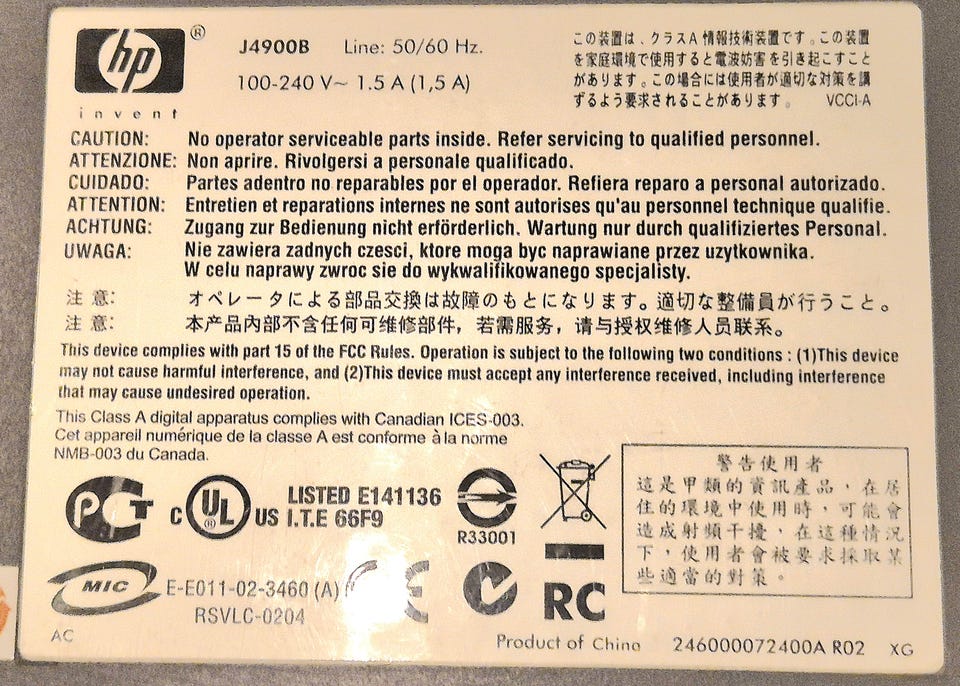 hp ®
invent
J4900B Line: 50/60 Hz.
100-240 V~ 1.5 A (1,5 A)
この装置は、クラスA 情報技術装置です。この装置
を家庭環境で使用すると電波妨害を引き起こすこと
があります。この場合には使用者が適切な対策を講
ずるよう要求されることがあります。 VCCI-A
CAUTION: No operator serviceable parts inside. Refer servicing to qualified personnel.
ATTENZIONE: Non aprire. Rivolgersi a personale qualificado.
CUIDADO: Partes adentro no reparables por el operador. Refiera reparo a personal autorizado.
ATTENTION: Entretien et reparations internes ne sont autorises qu'au personnel technique qualifie.
ACHTUNG: Zugang zur Bedienung nicht erförderlich. Wartung nur durch qualifiziertes Personal.
UWAGA: Nie zawiera zadnych czesci, ktore moga byc naprawiane przez uzytkownika.
W celu naprawy zwroc sie do wykwalifikowanego specjalisty.
注 意: オペレータによる部品交換は故障のもとになります。適切な整備員が行うこと。
注 意: 本产品內部不含任何可维修部件，若需服务，请与授权维修人员联系。
This device complies with part 15 of the FCC Rules. Operation is subject to the following two conditions : (1)This device
may not cause harmful interference, and (2)This device must accept any interference received, including interference
that may cause undesired operation.
This Class A digital apparatus complies with Canadian ICES-003.
Cet appareil numérique de la classe A est conforme à la norme
NMB-003 du Canada.
PCT
C UL ® US
LISTED E141136
I.T.E 66F9
R33001
警告使用者
這是甲類的資訊產品，在居
住的環境中使用時，可能會
造成射頻干擾，在這種情況
下，使用者會被要求採取某
些適當的對策。
MIC
E-E011-02-3460 (A)
RSVLC-0204
CE
RC
AC
Product of China 246000072400A R02 XG